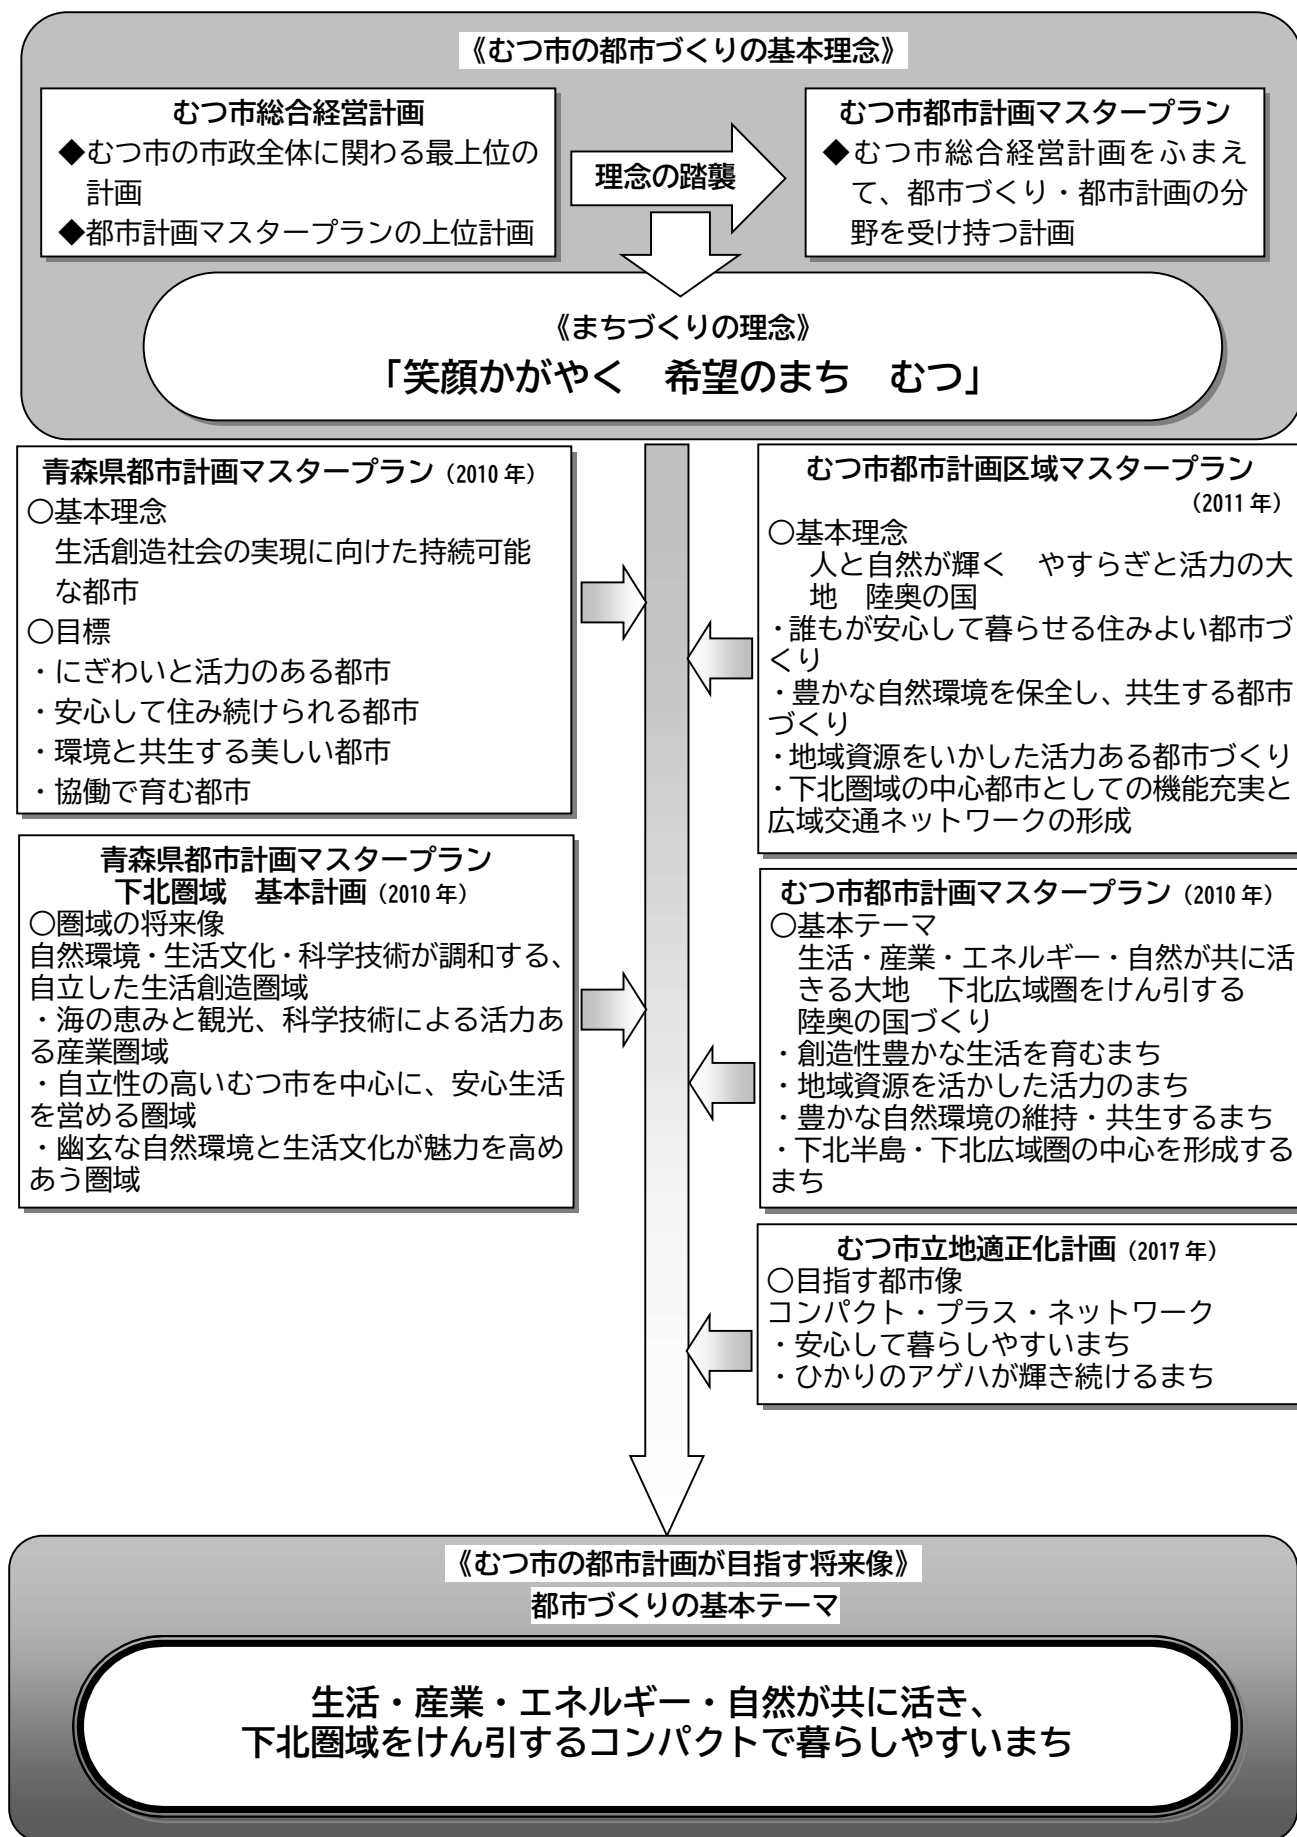 《むつ市の都市づくりの基本理念》
むつ市総合経営計画
◆むつ市の市政全体に関わる最上位の
計画
◆都市計画マスタープランの上位計画
理念の踏襲
むつ市都市計画マスタープラン
◆むつ市総合経営計画をふまえ
て、都市づくり・都市計画の分
野を受け持つ計画
《まちづくりの理念》
「笑顔かがやく　希望のまち　むつ」
青森県都市計画マスタープラン（2010 年）
○基本理念
生活創造社会の実現に向けた持続可能
な都市
○目標
・にぎわいと活力のある都市
・安心して住み続けられる都市
・環境と共生する美しい都市
・協働で育む都市
むつ市都市計画区域マスタープラン
（2011 年）
○基本理念
人と自然が輝く　やすらぎと活力の大
地　陸奥の国
・誰もが安心して暮らせる住みよい都市づ
くり
・豊かな自然環境を保全し、共生する都市
づくり
・地域資源をいかした活力ある都市づくり
・下北圏域の中心都市としての機能充実と
広域交通ネットワークの形成
青森県都市計画マスタープラン
下北圏域　基本計画（2010 年）
○圏域の将来像
自然環境・生活文化・科学技術が調和する、
自立した生活創造圏域
・海の恵みと観光、科学技術による活力あ
る産業圏域
・自立性の高いむつ市を中心に、安心生活
を営める圏域
・幽玄な自然環境と生活文化が魅力を高め
あう圏域
むつ市都市計画マスタープラン（2010 年）
○基本テーマ
生活・産業・エネルギー・自然が共に活
きる大地　下北広域圏をけん引する
陸奥の国づくり
・創造性豊かな生活を育むまち
・地域資源を活かした活力のまち
・豊かな自然環境の維持・共生するまち
・下北半島・下北広域圏の中心を形成する
まち
むつ市立地適正化計画（2017 年）
○目指す都市像
コンパクト・プラス・ネットワーク
・安心して暮らしやすいまち
・ひかりのアゲハが輝き続けるまち
《むつ市の都市計画が目指す将来像》
都市づくりの基本テーマ
生活・産業・エネルギー・自然が共に活き、
下北圏域をけん引するコンパクトで暮らしやすいまち